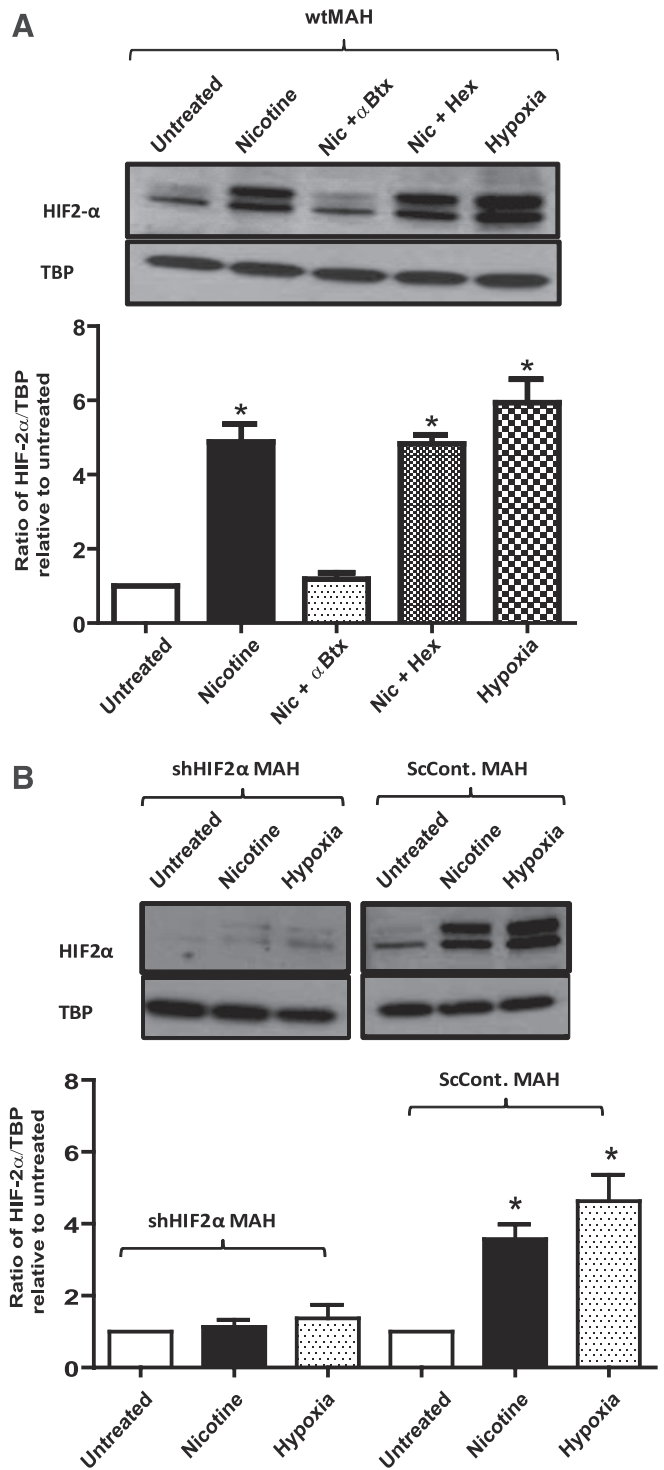 A
wtMAH
Untreated
Nicotine
Nic +α Btx
Nic + Hex
Hypoxia
HIF2-α
TBP
Ratio of HIF-2α/TBP
relative to untreated
8
6
4
2
0
*
*
*
Untreated
Nicotine
Nic + α Btx
Nic + Hex
Hypoxia
B
shHIF2α MAH
ScCont. MAH
Untreated
Nicotine
Hypoxia
Untreated
Nicotine
Hypoxia
HIF2α
TBP
Ratio of HIF-2α/TBP
relative to untreated
8
6
4
2
0
shHIF2α MAH
ScCont. MAH
*
*
Untreated
Nicotine
Hypoxia
Untreated
Nicotine
Hypoxia